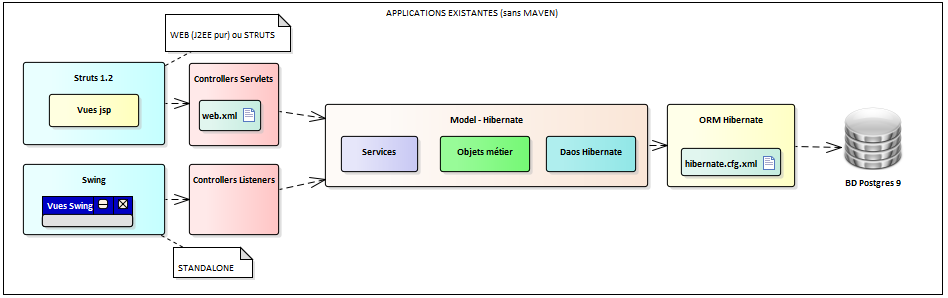 APPLICATIONS EXISTANTES (sans MAVEN)
WEB (J2EE pur) ou STRUTS
Struts 1.2
Vues jsp
Controllers Servlets
web.xml
Model - Hibernate
Services
Objets métier
Daos Hibernate
ORM Hibernate
hibernate.cfg.xml
BD Postgres 9
Swing
Vues Swing
Controllers Listeners
STANDALONE